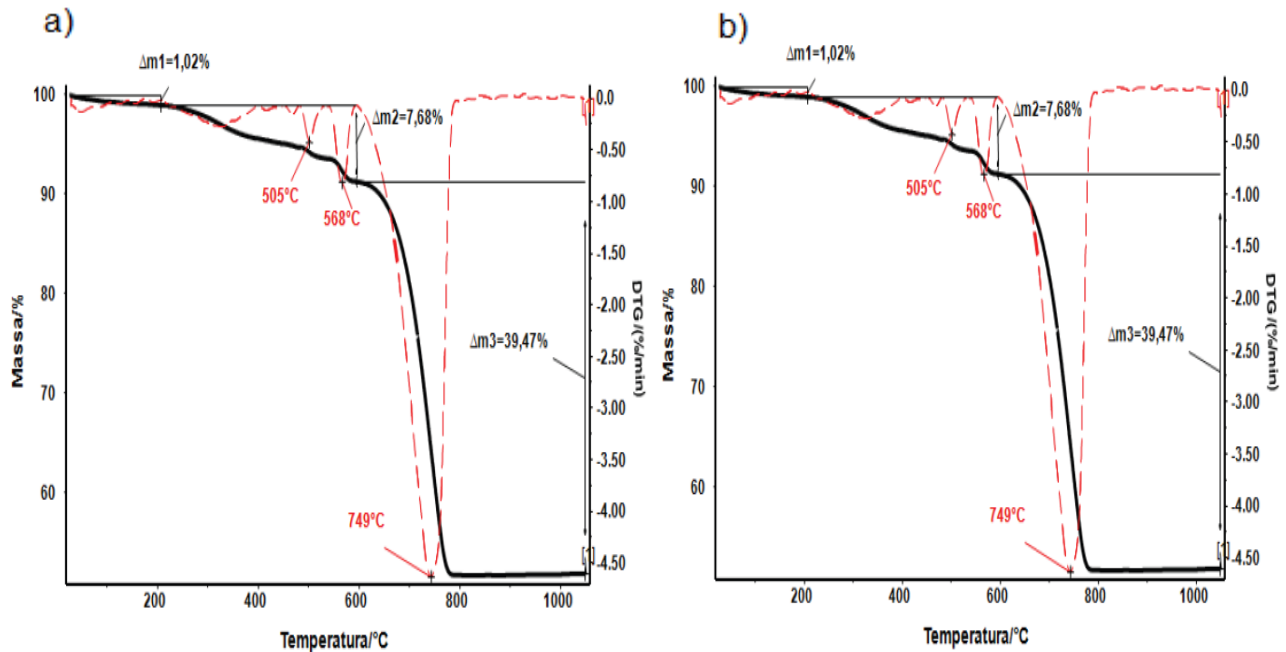 a)
Δm1=1,02%
Δm2=7,68%
505°C
568°C
Δm3=39,47%
749°C
100
90
80
70
60
Massa/%
200
400
600
800
1000
Temperatura/°C
0.0
-0.50
-1.00
-1.50
-2.00
-2.50
-3.00
-3.50
-4.00
-4.50
DTG/(%/min)
[1]
[1]
b)
Δm1=1,02%
Δm2=7,68%
505°C
568°C
Δm3=39,47%
749°C
100
90
80
70
60
Massa/%
200
400
600
800
1000
Temperatura/°C
0.0
-0.50
-1.00
-1.50
-2.00
-2.50
-3.00
-3.50
-4.00
-4.50
DTG/(%/min)
[1]
[1]